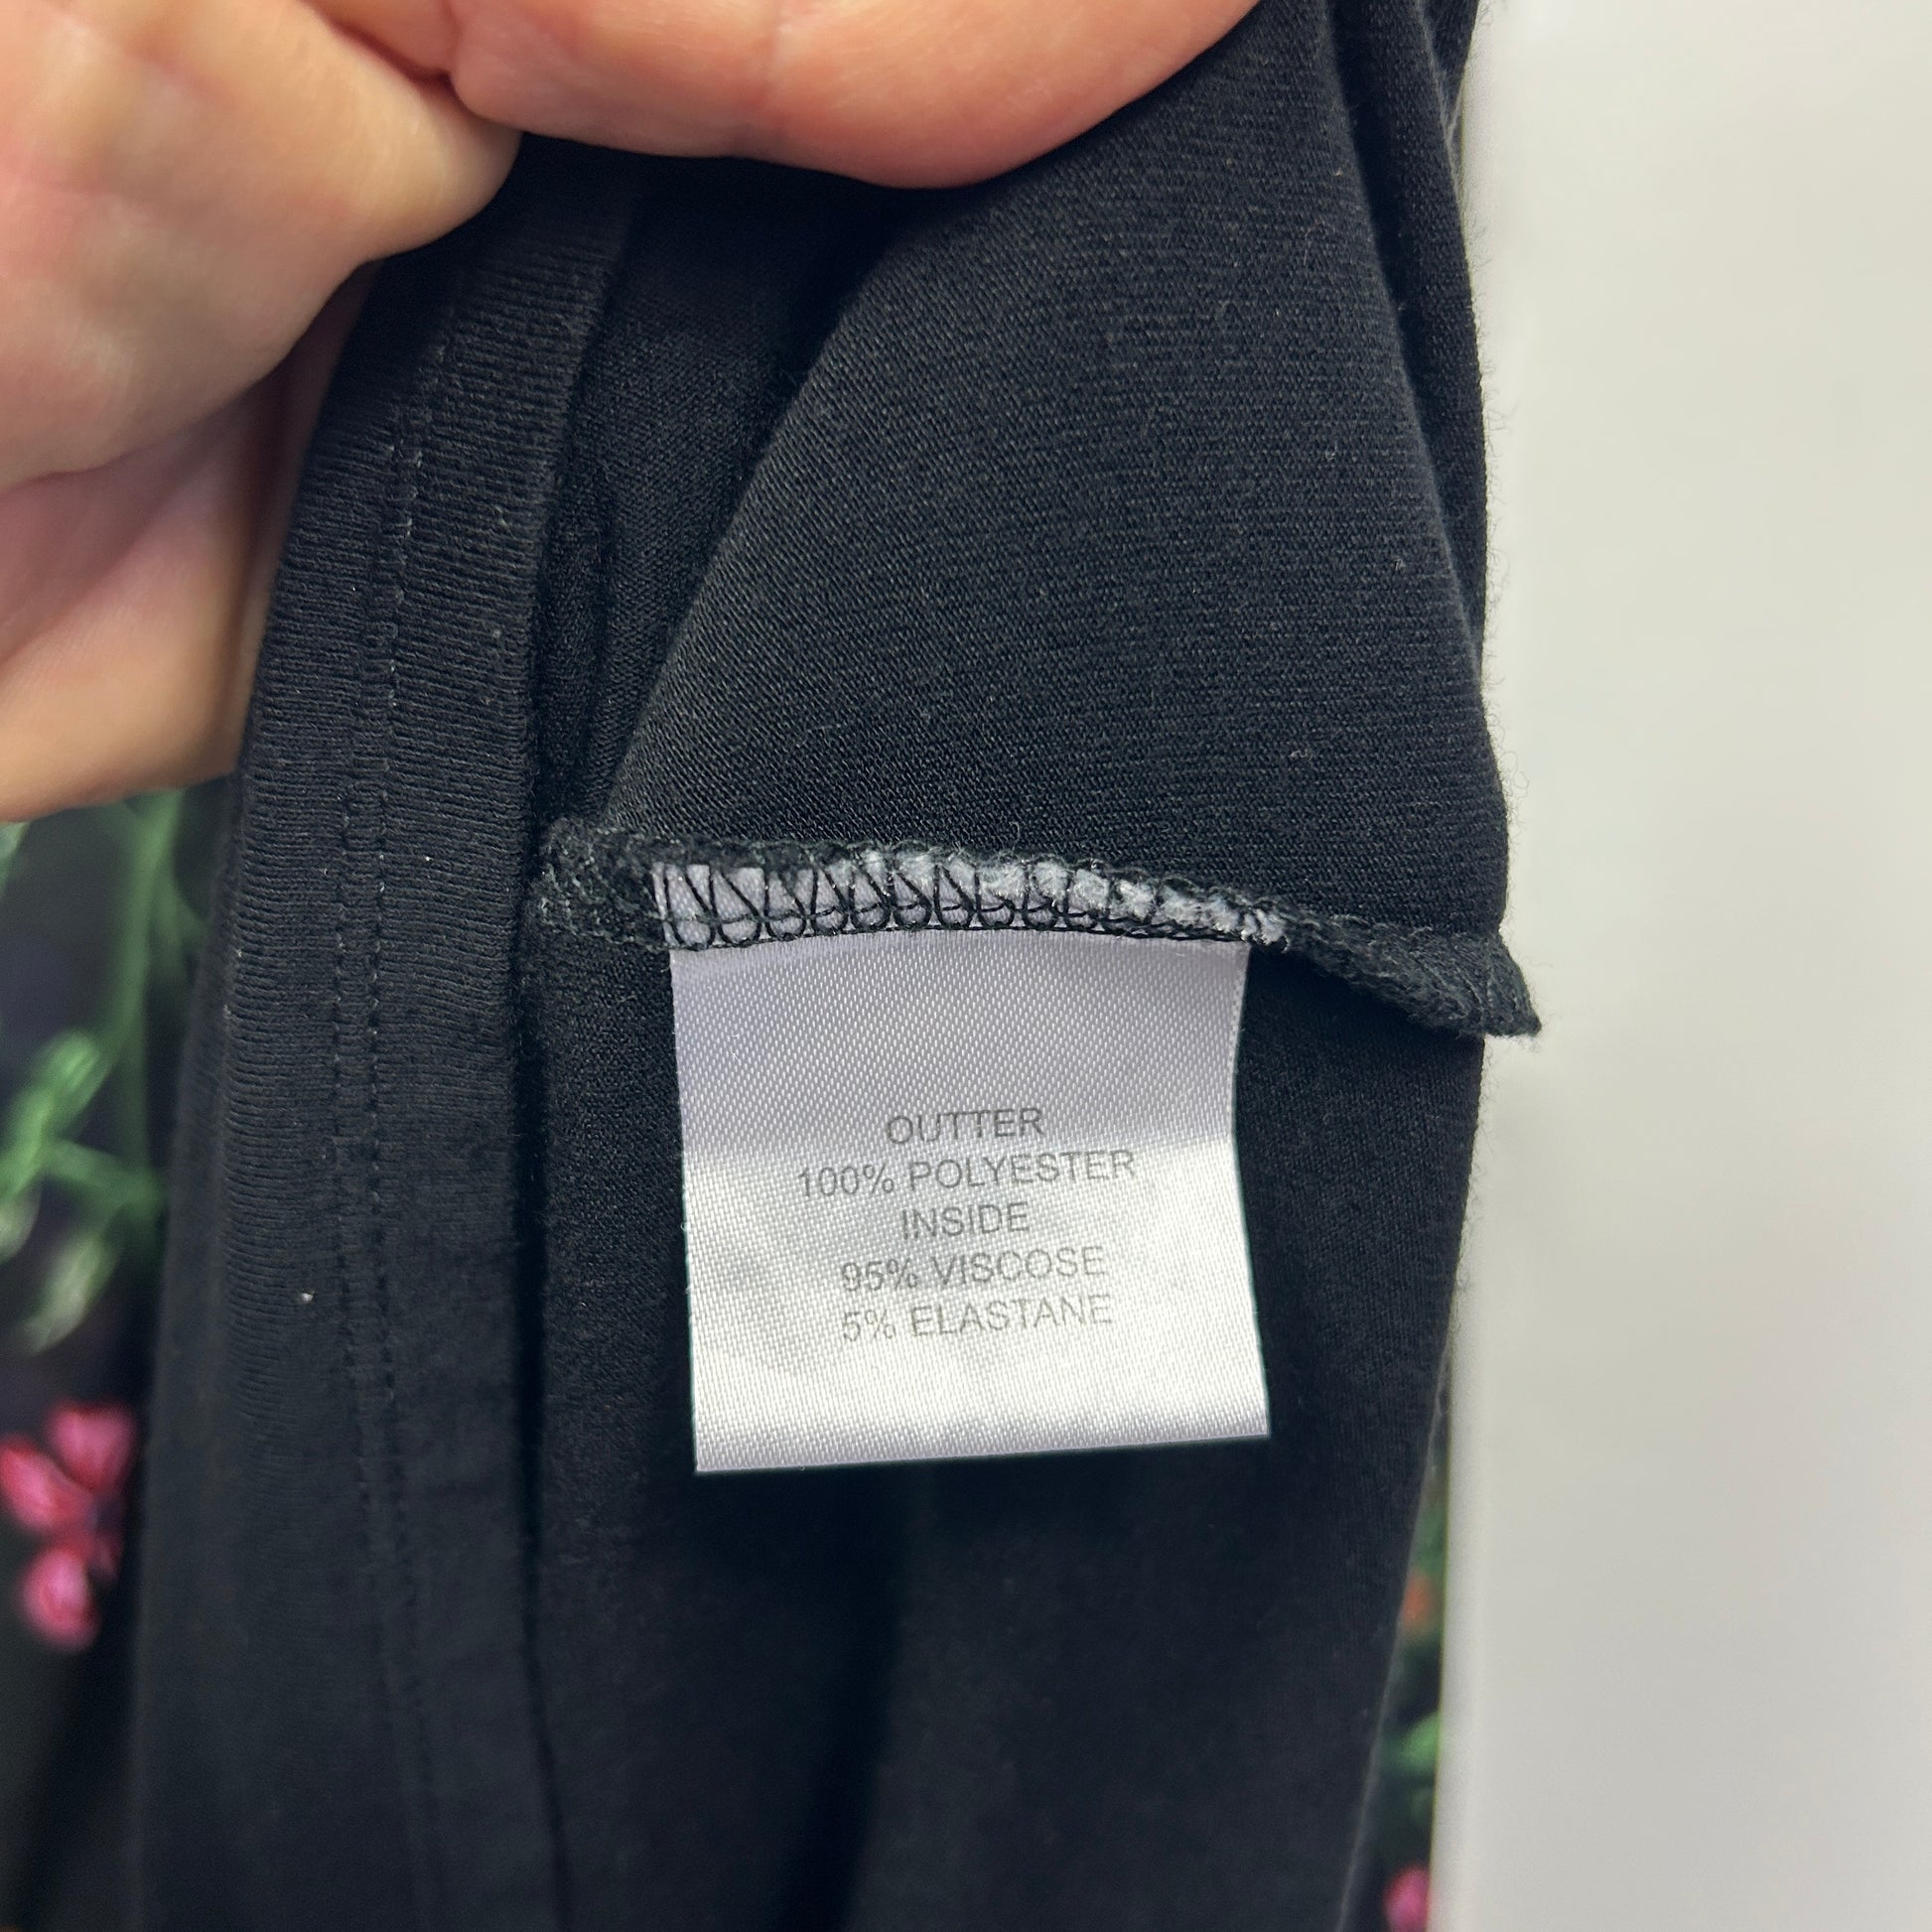 OUTTER
100% POLYESTER
INSIDE
95% VISCOSE
5% ELASTANE